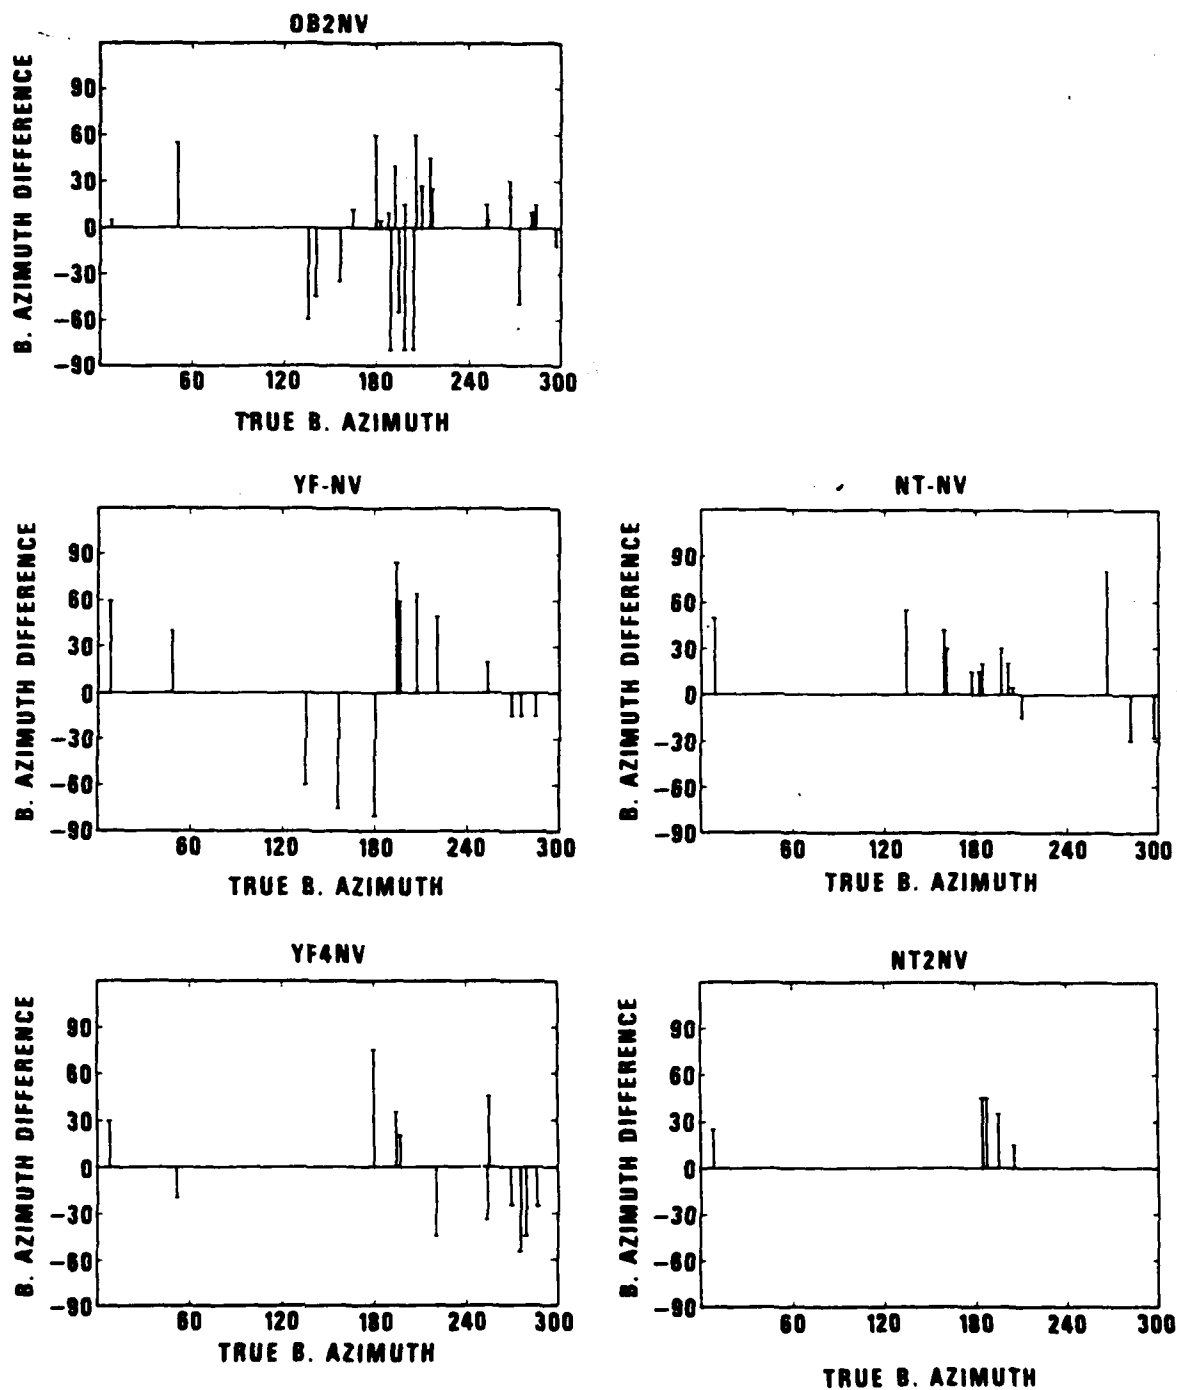 OB2NV
B. AZIMUTH DIFFERENCE
90
60
30
0
−30
−60
−90
60 120 180 240 300
TRUE B. AZIMUTH
YF-NV
B. AZIMUTH DIFFERENCE
90
60
30
0
−30
−60
−90
60 120 180 240 300
TRUE B. AZIMUTH
NT-NV
B. AZIMUTH DIFFERENCE
90
60
30
0
−30
−60
−90
60 120 180 240 300
TRUE B. AZIMUTH
YF4NV
B. AZIMUTH DIFFERENCE
90
60
30
0
−30
−60
−90
60 120 180 240 300
TRUE B. AZIMUTH
NT2NV
B. AZIMUTH DIFFERENCE
90
60
30
0
−30
−60
−90
60 120 180 240 300
TRUE B. AZIMUTH